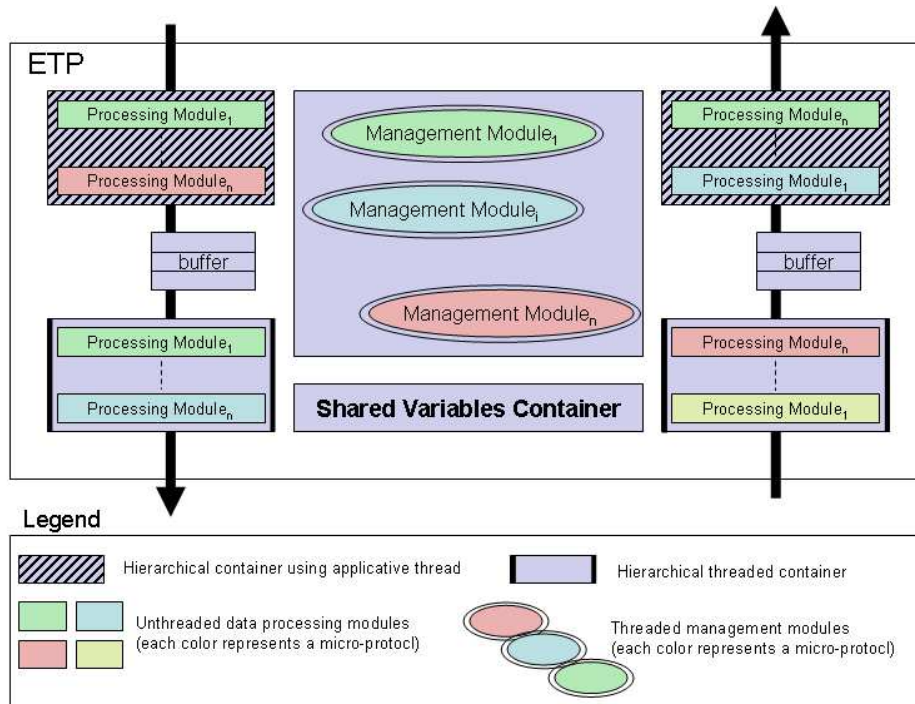 ETP
Processing Module1
Processing Modulen
buffer
Processing Module1
Processing Modulen
Management Module1
Management Modulei
Management Modulen
Shared Variables Container
Processing Modulen
Processing Module1
buffer
Processing Modulen
Processing Module1
Legend
Hierarchical container using applicative thread
Hierarchical threaded container
Unthreaded data processing modules
(each color represents a micro-protocl)
Threaded management modules
(each color represents a micro-protocl)